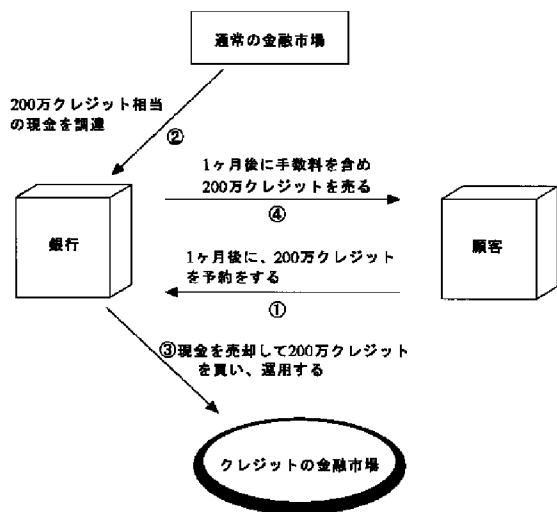 通常の金融市場
200万クレジット相当
の現金を調達
②
1ヶ月後に手数料を含め
200万クレジットを売る
④
銀行
顧客
1ヶ月後に、200万クレジット
を予約をする
①
③現金を売却して200万クレジット
を買い、運用する
クレジットの金融市場